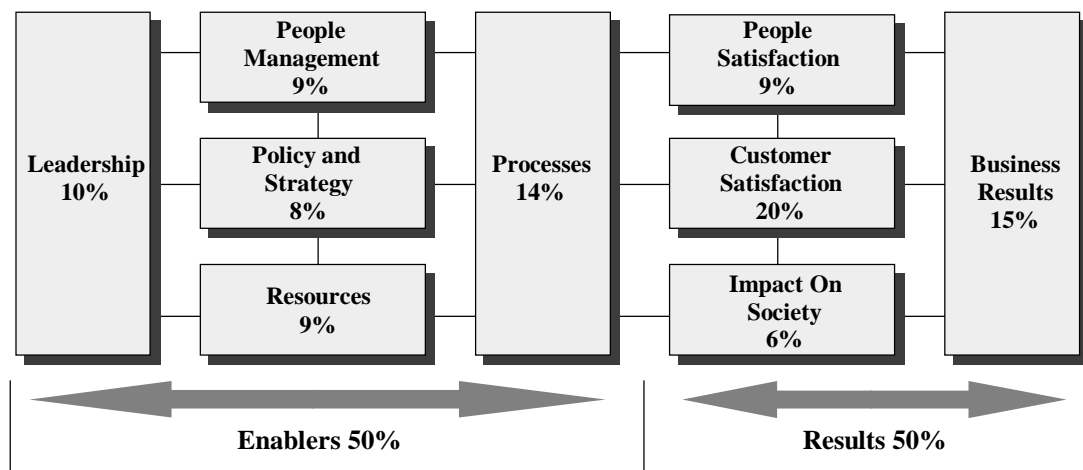 People
Management
9%
People
Satisfaction
9%
Leadership
10%
Policy and
Strategy
8%
Processes
14%
Customer
Satisfaction
20%
Business
Results
15%
Resources
9%
Impact On
Society
6%
Enablers 50%
Results 50%